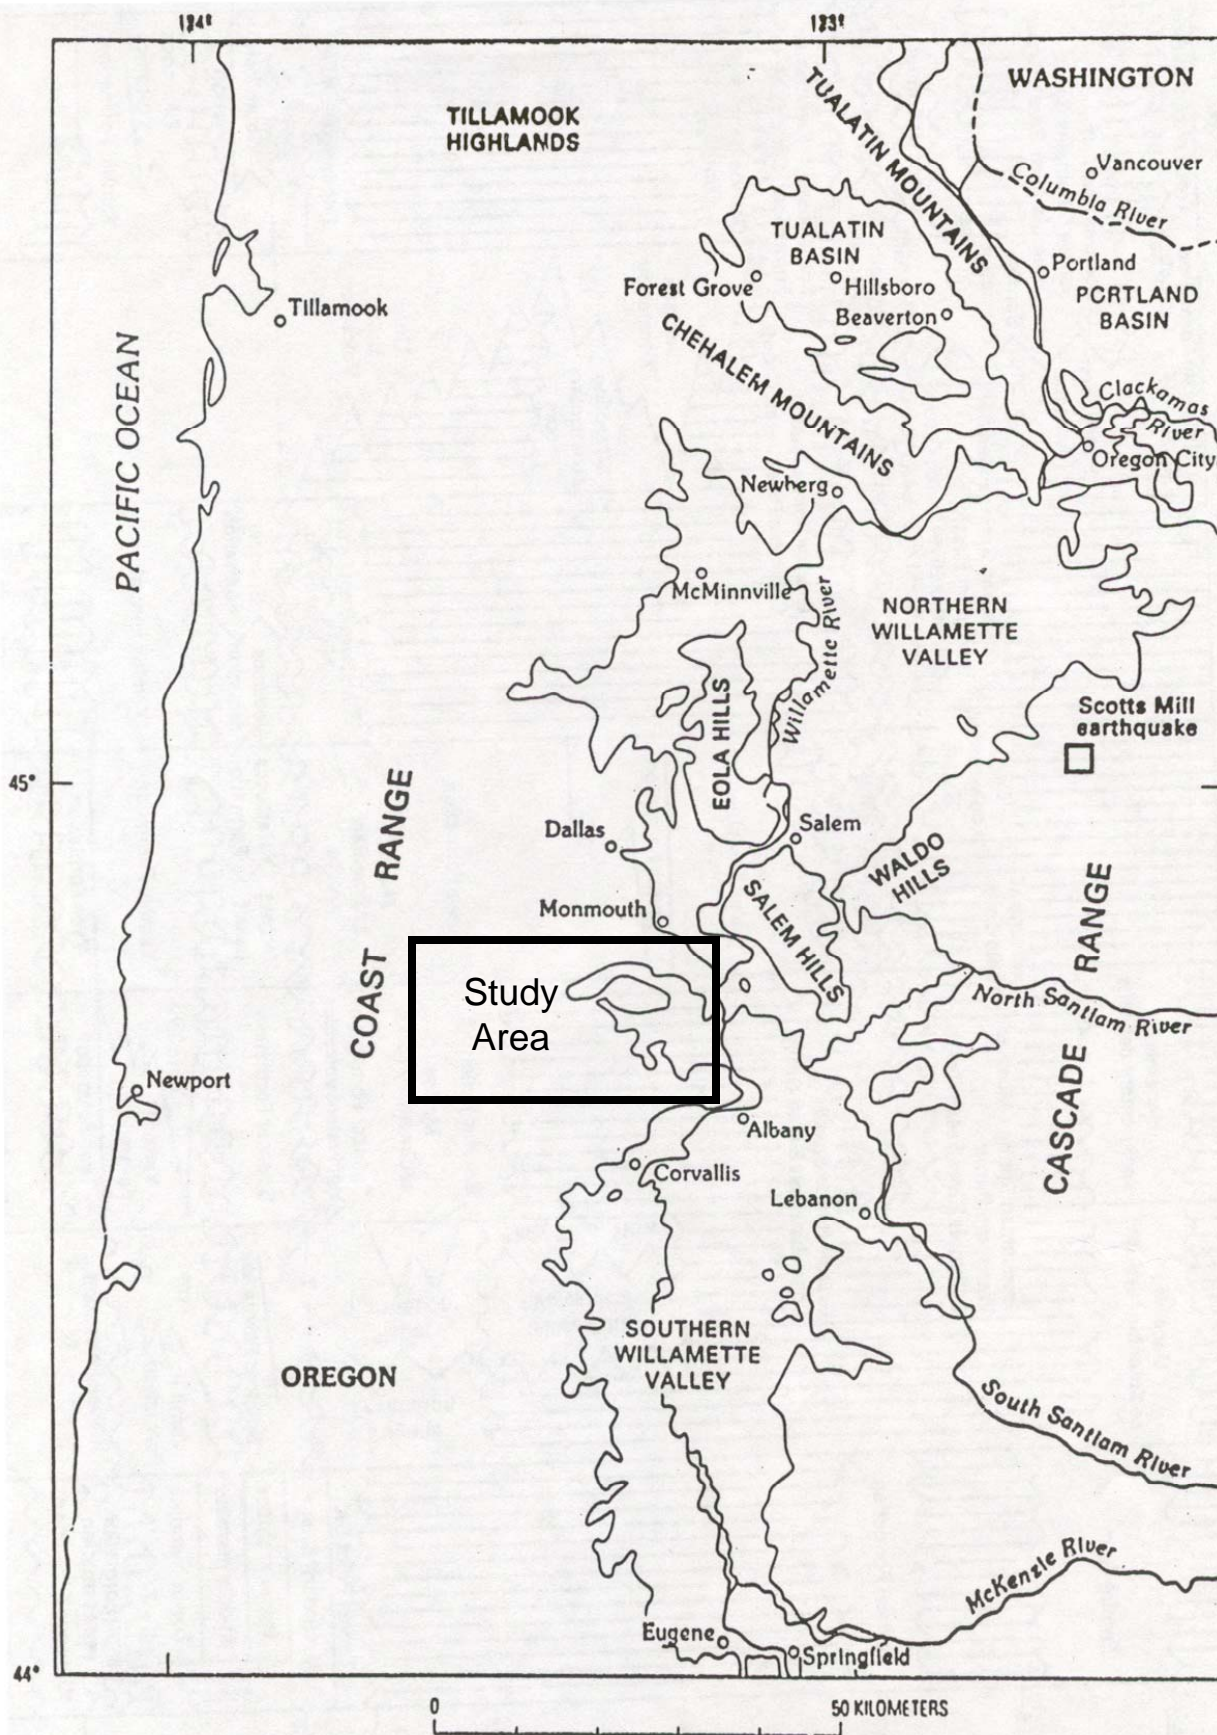 124°
123°
WASHINGTON
TILLAMOOK
HIGHLANDS
TUALATIN MOUNTAINS
Vancouver
Columbia River
TUALATIN
BASIN
Portland
Forest Grove
Hillsboro
PORTLAND
BASIN
Beaverton
Tillamook
CHEHALEM MOUNTAINS
Clackamas
River
Oregon City
PACIFIC OCEAN
Newberg
McMinnville
Willamette River
NORTHERN
WILLAMETTE
VALLEY
EOLA HILLS
Scotts Mill
earthquake
45°
Dallas
Salem
WALDO
HILLS
Monmouth
SALEM HILLS
COAST RANGE
Study
Area
North Santiam River
CASCADE RANGE
Newport
Albany
Corvallis
Lebanon
SOUTHERN
WILLAMETTE
VALLEY
OREGON
South Santiam River
McKenzie River
Eugene
Springfield
44°
0
50 KILOMETERS